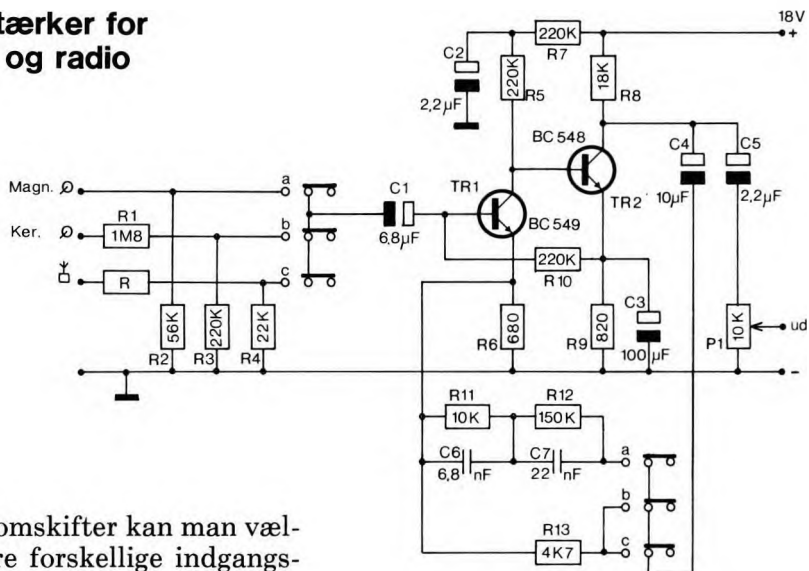 tærker for
og radio
18V
+
C2
2,2µF
220K
R5
220K
R7
18K
R8
BC 548
C4
10µF
C5
2,2µF
Magn.
a
R1
1M8
Ker.
b
C1
6,8µF
TR1
BC549
TR2
R
c
220K
R10
56K
R2
220K
R3
22K
R4
680
R6
820
R9
C3
100 µF
10K
P1
ud
-
R11
10K
R12
150K
C6
6,8 nF
C7
22 nF
a
b
R13
4K7
c
omskifter kan man væl-
re forskellige indgangs-